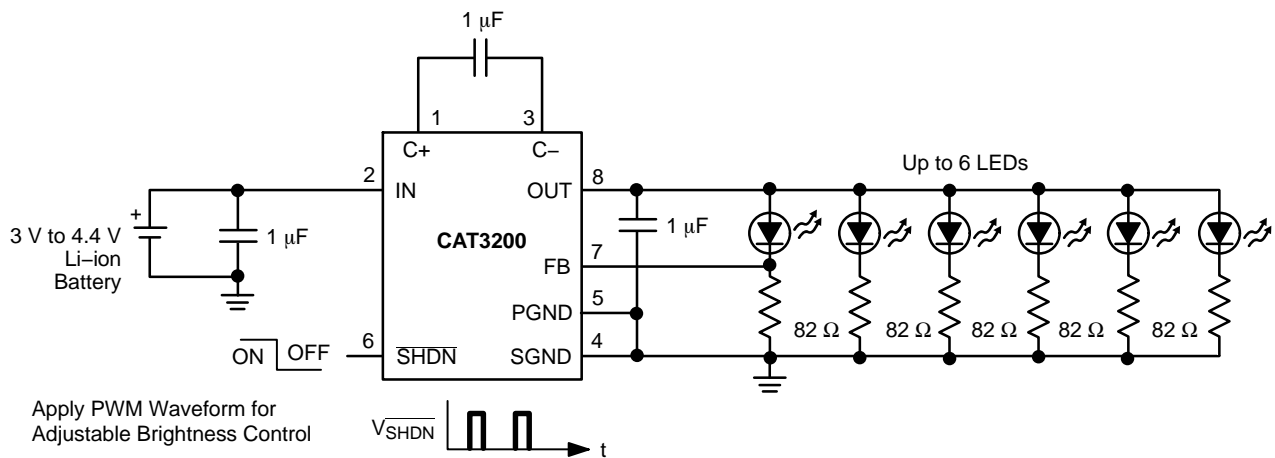 1 μF
1
3
C+
C−
2
IN
OUT
8
Up to 6 LEDs
+
3 V to 4.4 V
Li−ion
Battery
1 μF
CAT3200
1 μF
FB
7
PGND
5
82 Ω
82 Ω
82 Ω
82 Ω
82 Ω
ON
OFF
6
SHDN
SGND
4
Apply PWM Waveform for
Adjustable Brightness Control
VSHDN
t